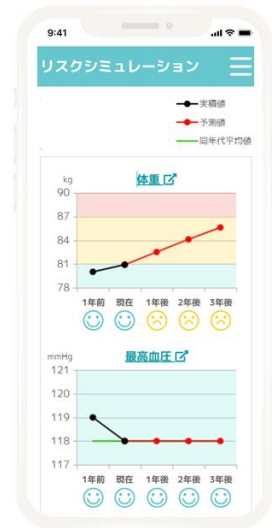 9:41
リスクシミュレーション
実績値
予測値
同年代平均値
kg
体重
90
87
84
81
78
1年前 現在 1年後 2年後 3年後
mmHg
最高血圧
121
120
119
118
117
1年前 現在 1年後 2年後 3年後